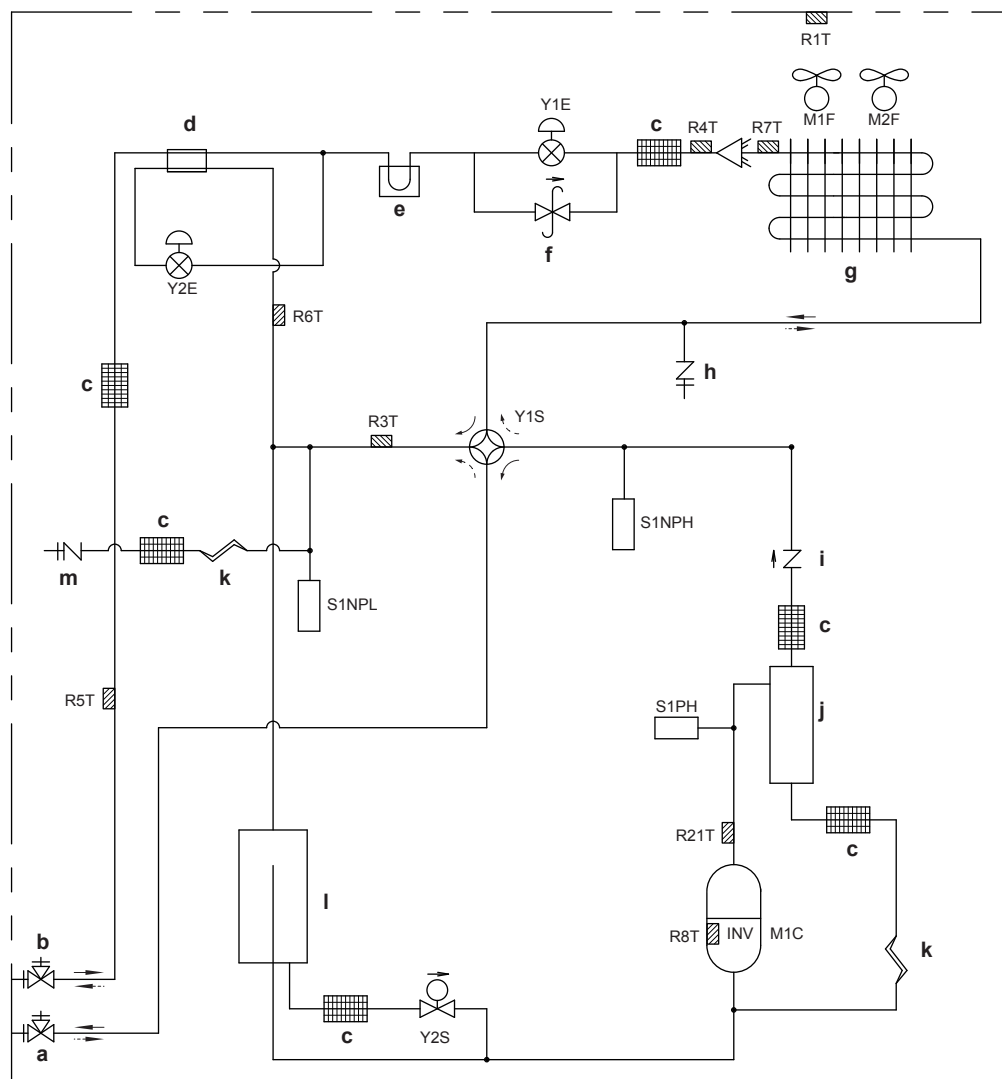 R1T
M1F
M2F
Y1E
c
R4T
R7T
d
e
f
g
Y2E
R6T
c
h
R3T
Y1S
S1NPH
c
m
k
i
S1NPL
c
R5T
S1PH
j
R21T
c
l
R8T
INV
M1C
b
k
a
c
Y2S